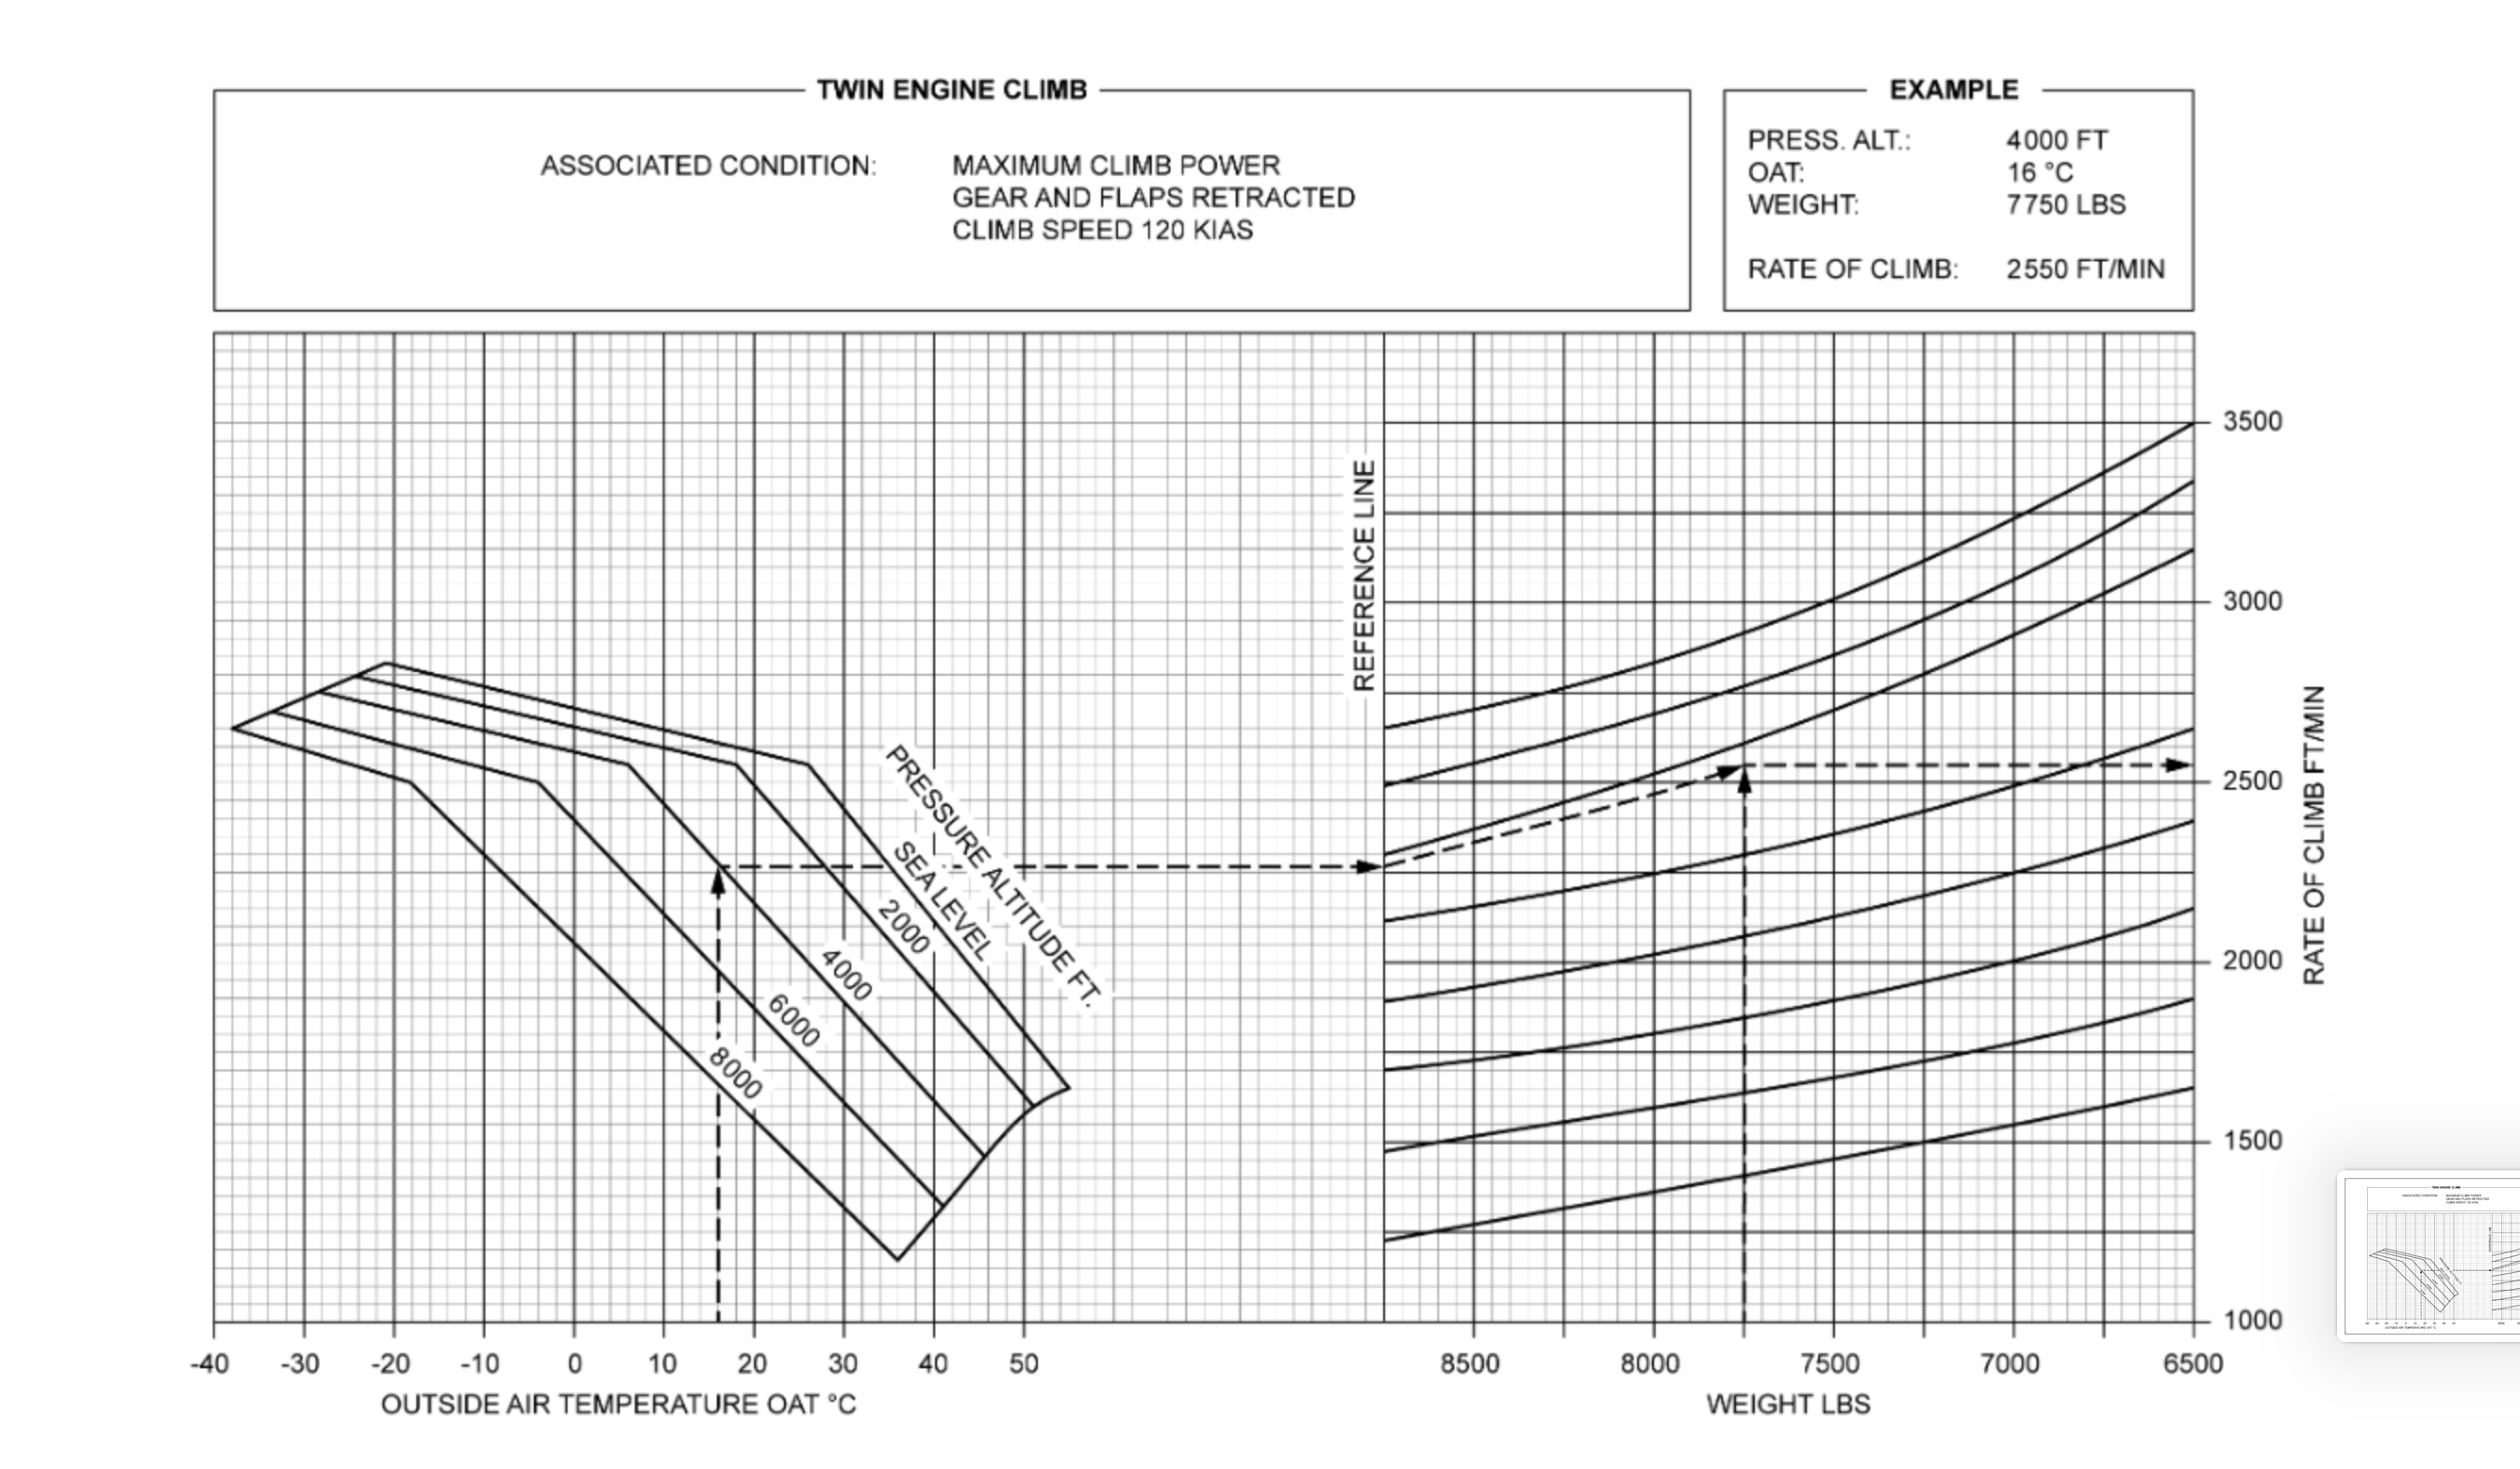 TWIN ENGINE CLIMB
ASSOCIATED CONDITION: MAXIMUM CLIMB POWER
GEAR AND FLAPS RETRACTED
CLIMB SPEED 120 KIAS
EXAMPLE
PRESS. ALT.: 4000 FT
OAT: 16 °C
WEIGHT: 7750 LBS
RATE OF CLIMB: 2550 FT/MIN
REFERENCE LINE
PRESSURE ALTITUDE FT.
SEA LEVEL
2000
4000
6000
8000
3500
3000
2500
2000
1500
1000
RATE OF CLIMB FT/MIN
-40 -30 -20 -10 0 10 20 30 40 50
OUTSIDE AIR TEMPERATURE OAT °C
8500 8000 7500 7000 6500
WEIGHT LBS